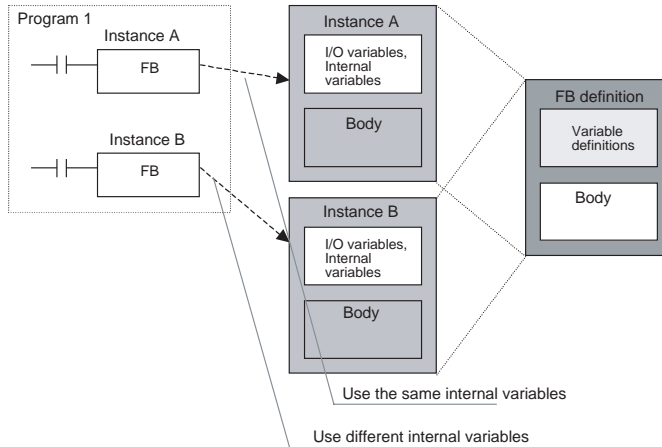 Program 1
Instance A
FB
Instance B
FB
Instance A
I/O variables,
Internal
variables
Body
Instance B
I/O variables,
Internal
variables
Body
FB definition
Variable
definitions
Body
Use the same internal variables
Use different internal variables